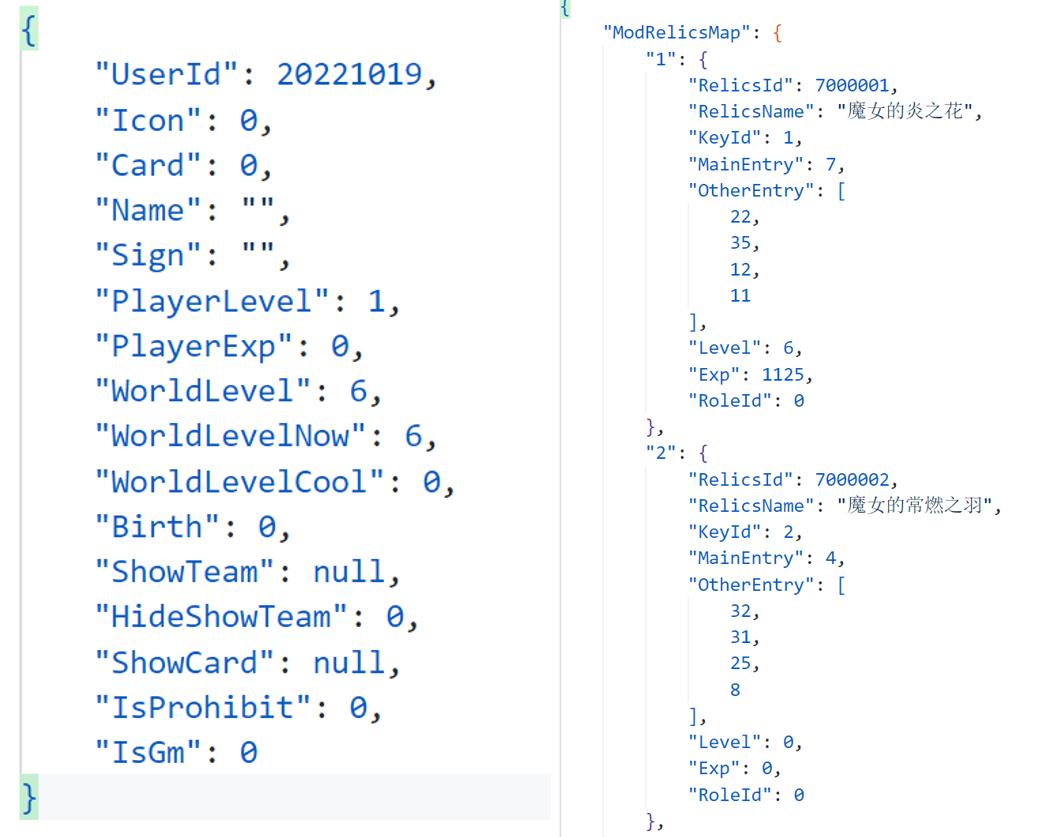 {
"UserId": 20221019,
"Icon": 0,
"Card": 0,
"Name": "",
"Sign": "",
"PlayerLevel": 1,
"PlayerExp": 0,
"WorldLevel": 6,
"WorldLevelNow": 6,
"WorldLevelCool": 0,
"Birth": 0,
"ShowTeam": null,
"HideShowTeam": 0,
"ShowCard": null,
"IsProhibit": 0,
"IsGm": 0
}
{
"ModRelicsMap": {
"1": {
"RelicsId": 7000001,
"RelicsName": "魔女的炎之花",
"KeyId": 1,
"MainEntry": 7,
"OtherEntry": [
22,
35,
12,
11
],
"Level": 6,
"Exp": 1125,
"RoleId": 0
},
"2": {
"RelicsId": 7000002,
"RelicsName": "魔女的常燃之羽",
"KeyId": 2,
"MainEntry": 4,
"OtherEntry": [
32,
31,
25,
8
],
"Level": 0,
"Exp": 0,
"RoleId": 0
},